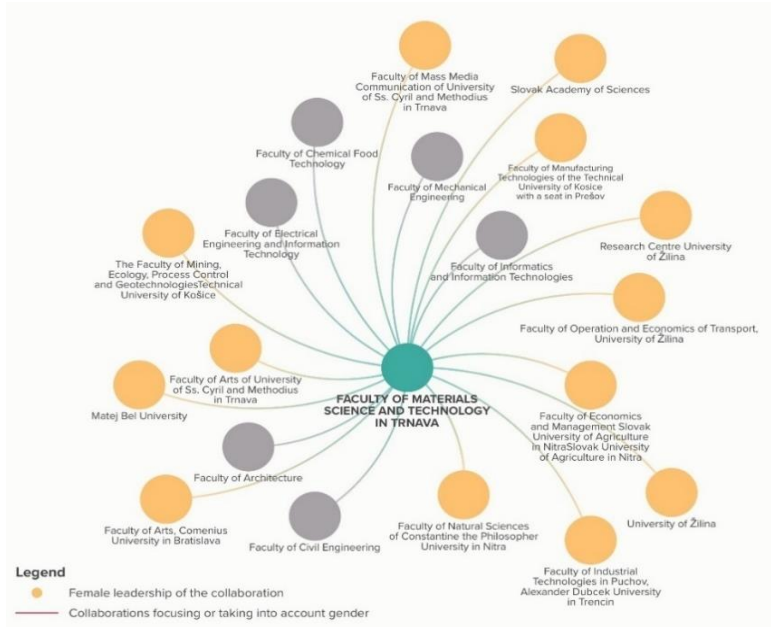 Faculty of Mass Media
Communication of University
of Ss. Cyril and Methodius
in Trnava
Slovak Academy of Sciences
Faculty of Chemical Food
Technology
Faculty of Mechanical
Engineering
Faculty of Manufacturing
Technologies of the Technical
University of Kosice
with a seat in Prešov
Faculty of Electrical
Engineering and Information
Technology
Faculty of Informatics
and Information Technologies
Research Centre University
of Žilina
The Faculty of Mining,
Ecology, Process Control
and GeotechnologiesTechnical
University of Košice
Faculty of Operation and Economics of Transport,
University of Žilina
Faculty of Arts of University
of Ss. Cyril and Methodius
in Trnava
Matej Bel University
FACULTY OF MATERIALS
SCIENCE AND TECHNOLOGY
IN TRNAVA
Faculty of Economics
and Management Slovak
University of Agriculture
in NitraSlovak University
of Agriculture in Nitra
Faculty of Architecture
Faculty of Arts, Comenius
University in Bratislava
Faculty of Civil Engineering
Faculty of Natural Sciences
of Constantine the Philosopher
University in Nitra
University of Žilina
Faculty of Industrial
Technologies in Puchov,
Alexander Dubcek University
in Trencin
Legend
Female leadership of the collaboration
Collaborations focusing or taking into account gender